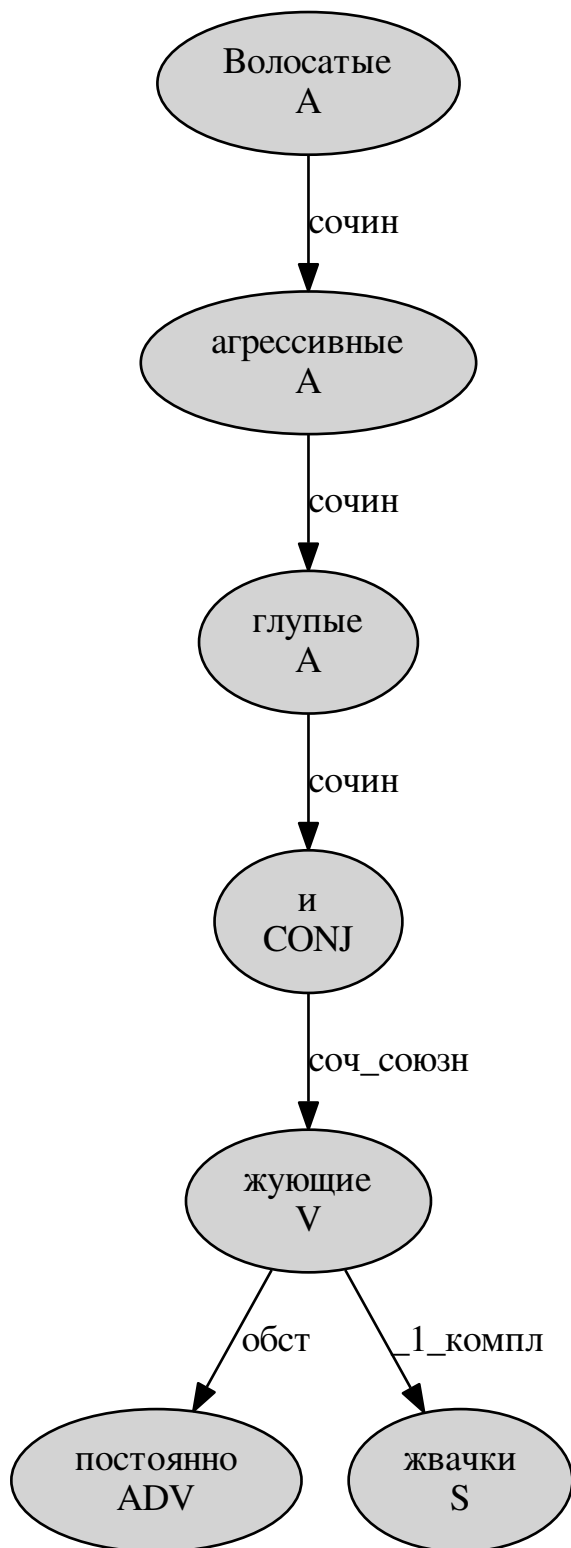 Волосатые
A
сочин
агрессивные
A
сочин
глупые
A
сочин
и
CONJ
соч_союзн
жующие
V
обст
_1_компл
постоянно
ADV
жвачки
S